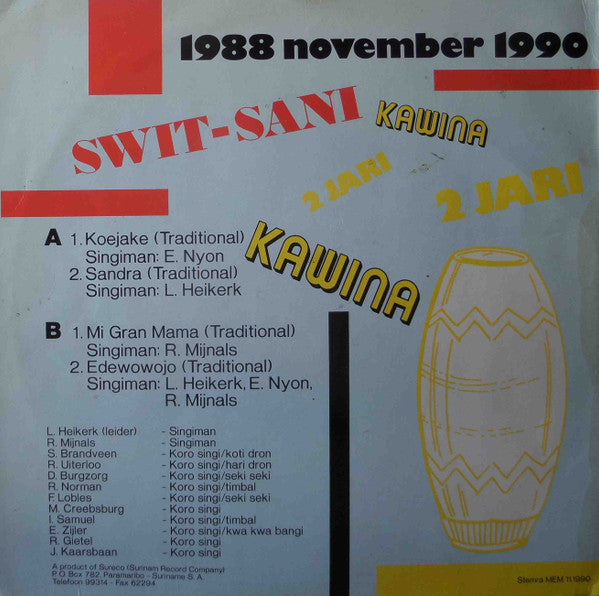 1988 november 1990
SWIT-SANI
KAWINA
2 JARI
2 JARI
KAWINA
A 1. Koejake (Traditional)
Singiman: E. Nyon
2. Sandra (Traditional)
Singiman: L. Heikerk
B 1. Mi Gran Mama (Traditional)
Singiman: R. Mijnals
2. Edewowojo (Traditional)
Singiman: L. Heikerk, E. Nyon,
R. Mijnals
L. Heikerk (leider) - Singiman
R. Mijnals - Singiman
S. Brandveen - Koro singi/koti dron
R. Uiterloo - Koro singi/hari dron
D. Burgzorg - Koro singi/seki seki
R. Norman - Koro singi/timbal
F. Lobles - Koro singi/seki seki
M. Creebsburg - Koro singi
I. Samuel - Koro singi/timbal
E. Zijler - Koro singi/kwa kwa bangi
R. Gietel - Koro singi
J. Kaarsbaan - Koro singi
A product of Sureco (Surinam Record Company)
P.O. Box 782, Paramaribo - Suriname S.A.
Telefoon 99314 - Fax 62294
Stemra MEM 11.1990